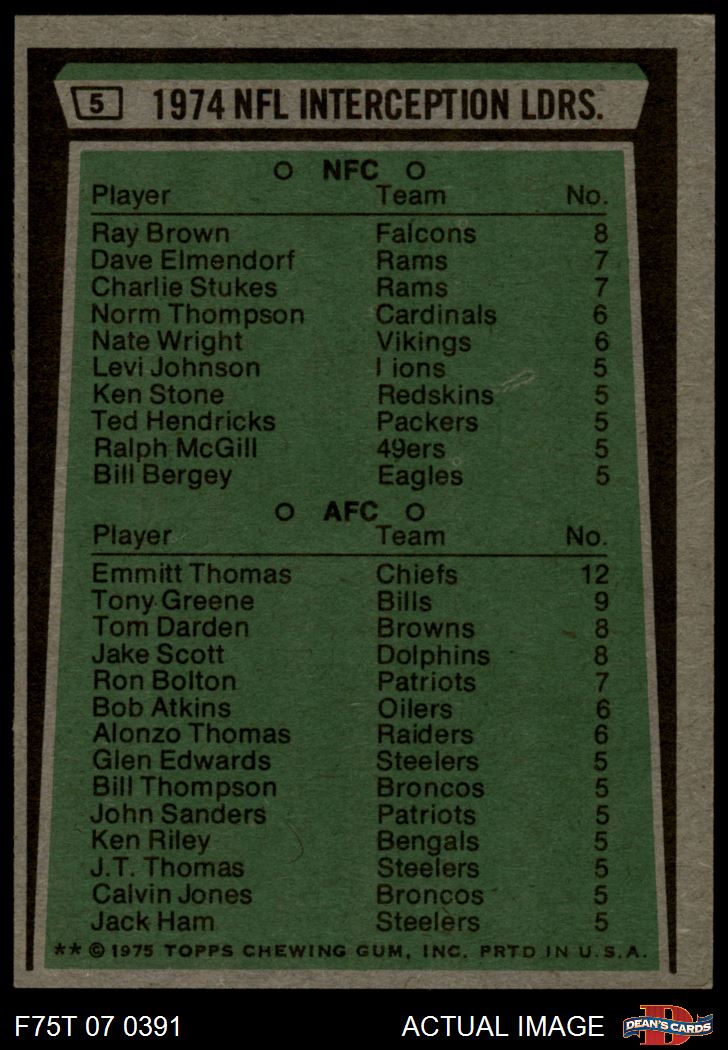 5 1974 NFL INTERCEPTION LDRS.
NFC
Player Team No.
Ray Brown Falcons 8
Dave Elmendorf Rams 7
Charlie Stukes Rams 7
Norm Thompson Cardinals 6
Nate Wright Vikings 6
Levi Johnson Lions 5
Ken Stone Redskins 5
Ted Hendricks Packers 5
Ralph McGill 49ers 5
Bill Bergey Eagles 5
AFC
Player Team No.
Emmitt Thomas Chiefs 12
Tony Greene Bills 9
Tom Darden Browns 8
Jake Scott Dolphins 8
Ron Bolton Patriots 7
Bob Atkins Oilers 6
Alonzo Thomas Raiders 6
Glen Edwards Steelers 5
Bill Thompson Broncos 5
John Sanders Patriots 5
Ken Riley Bengals 5
J.T. Thomas Steelers 5
Calvin Jones Broncos 5
Jack Ham Steelers 5
** © 1975 TOPPS CHEWING GUM, INC. PRTD IN U.S.A.
F75T 07 0391 ACTUAL IMAGE D DEAN'S CARDS